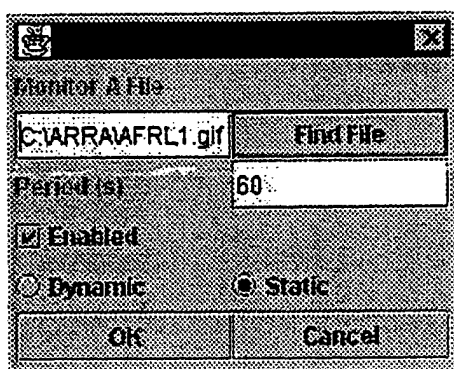 Monitor A File
C:\ARRA\AFRL1.gif Find File
Period (s) 60
Enabled
Dynamic Static
OK Cancel